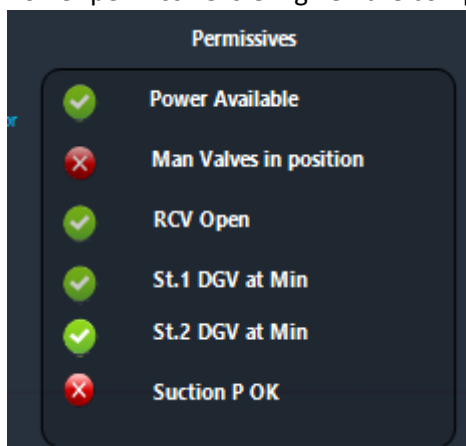 Permissives
Power Available
or
Man Valves in position
RCV Open
St.1 DGV at Min
St.2 DGV at Min
Suction P OK